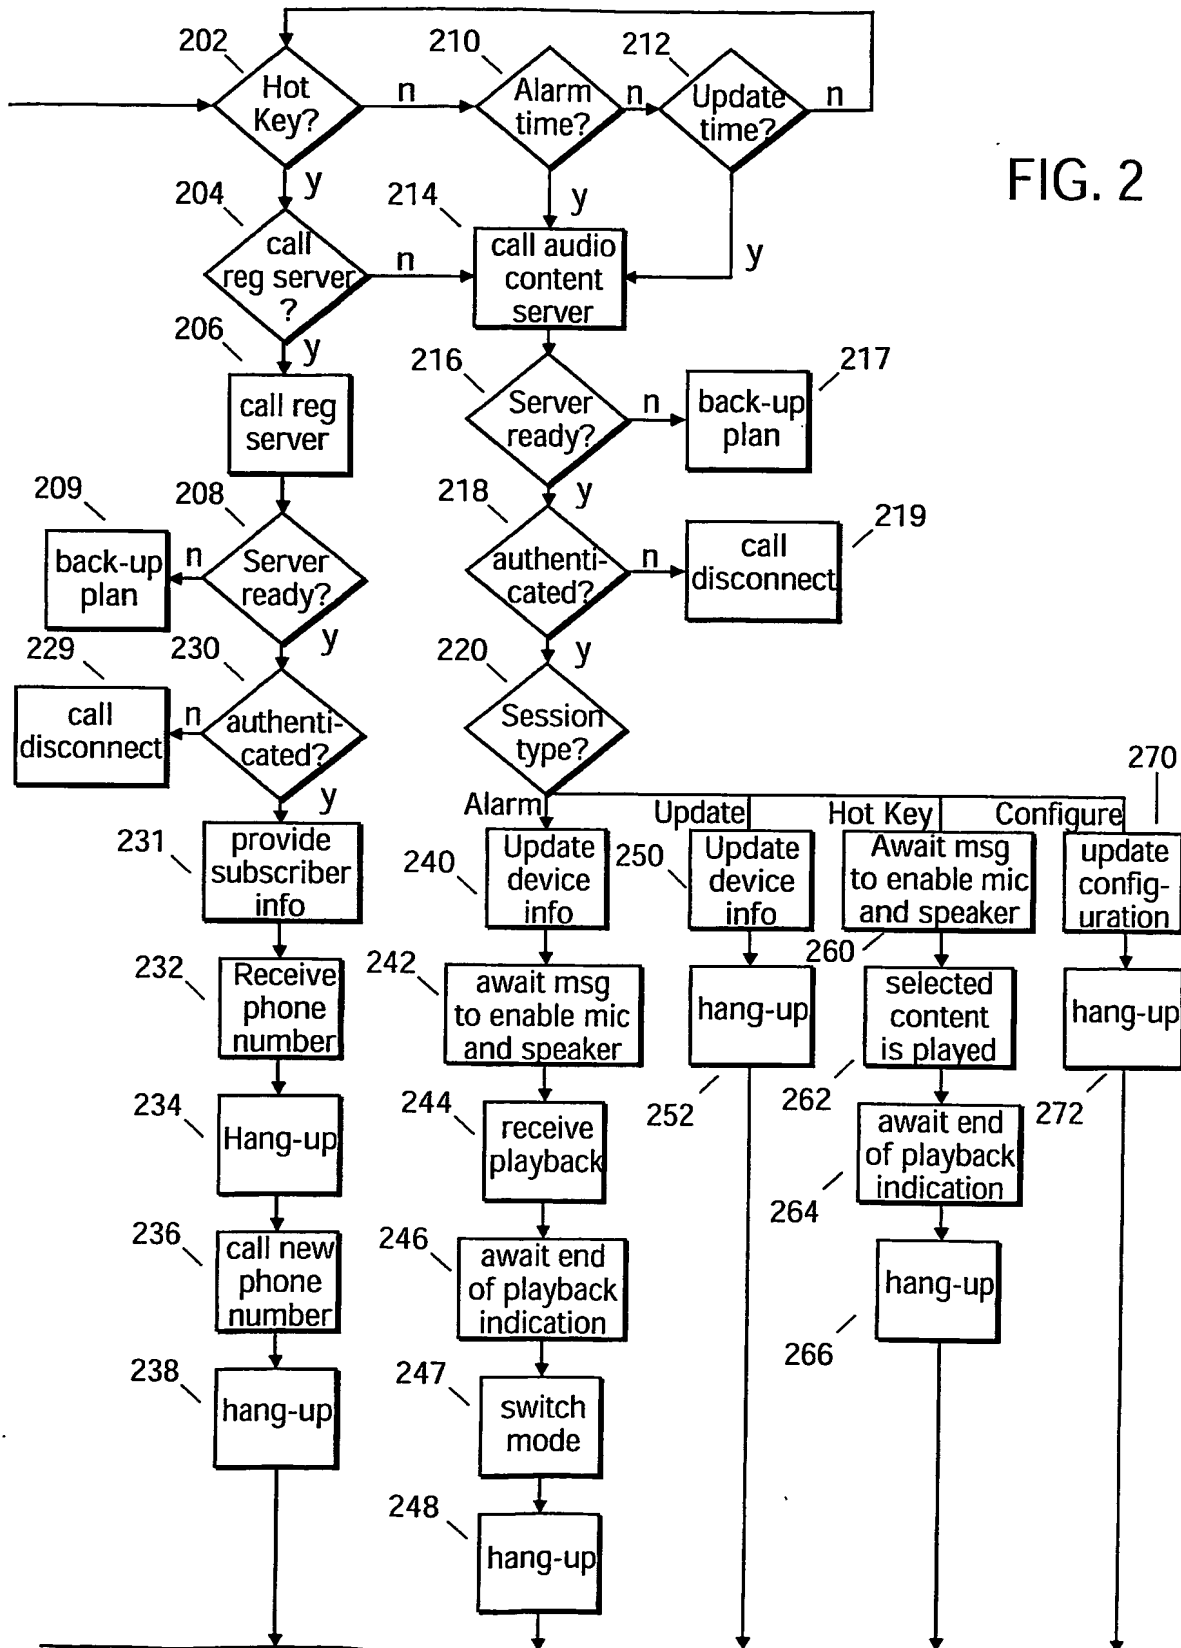 FIG. 2
202
Hot
Key?
n
y
210
Alarm
time?
n
y
212
Update
time?
n
y
204
call
reg server
?
n
y
214
call audio
content
server
206
call reg
server
216
Server
ready?
n
y
217
back-up
plan
208
Server
ready?
n
y
209
back-up
plan
218
authenti-
cated?
n
y
219
call
disconnect
230
authenti-
cated?
n
y
229
call
disconnect
220
Session
type?
Alarm
Update
Hot Key
Configure
231
provide
subscriber
info
232
Receive
phone
number
234
Hang-up
236
call new
phone
number
238
hang-up
240
Update
device
info
242
await msg
to enable mic
and speaker
244
receive
playback
246
await end
of playback
indication
247
switch
mode
248
hang-up
250
Update
device
info
252
hang-up
260
Await msg
to enable mic
and speaker
262
selected
content
is played
264
await end
of playback
indication
266
hang-up
270
update
config-
uration
272
hang-up